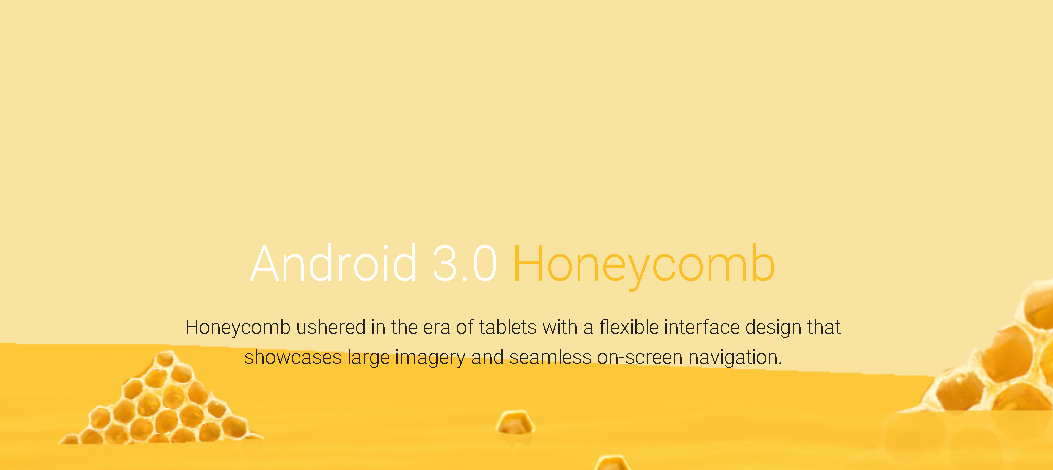 Android 3.0 Honeycomb
Honeycomb ushered in the era of tablets with a flexible interface design that
showcases large imagery and seamless on-screen navigation.